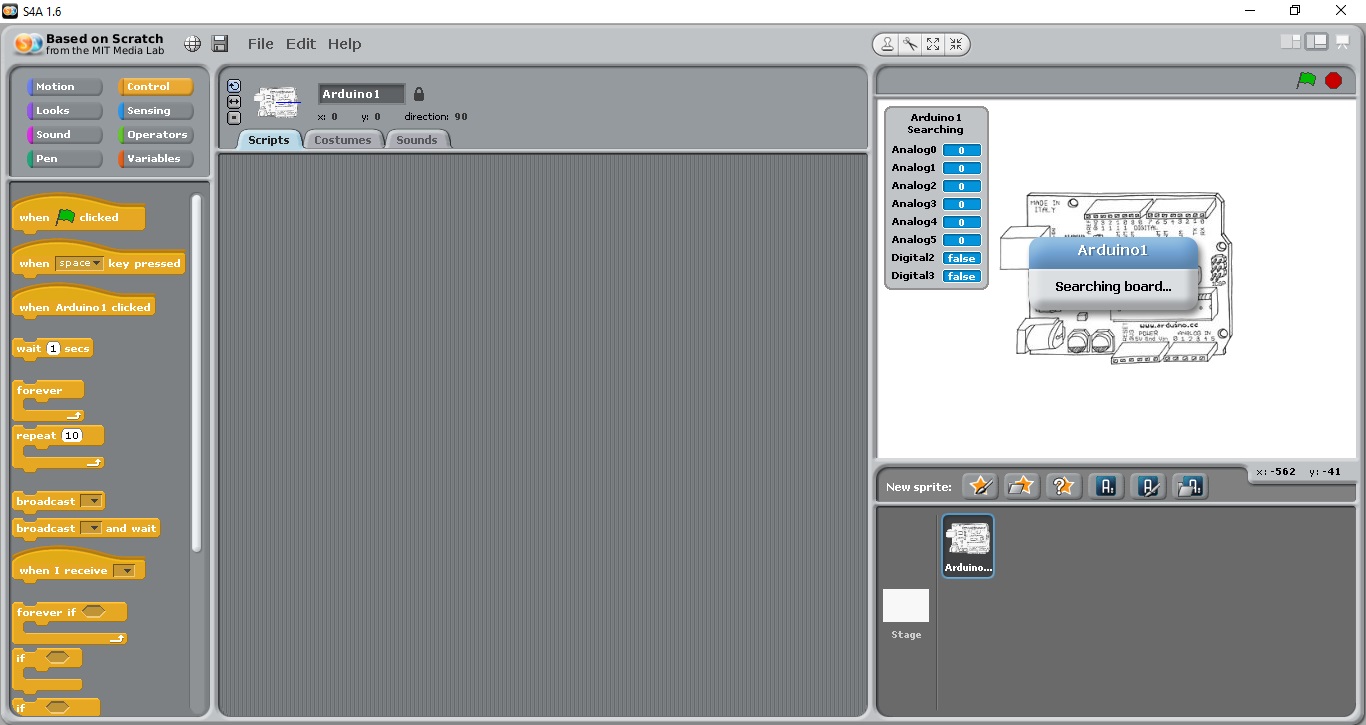 S4A 1.6
Based on Scratch
from the MIT Media Lab
File Edit Help
Motion Control
Looks Sensing
Sound Operators
Pen Variables
Arduino1
x: 0 y: 0 direction: 90
Scripts Costumes Sounds
when clicked
when space key pressed
when Arduino1 clicked
wait 1 secs
forever
repeat 10
broadcast
broadcast and wait
when I receive
forever if
if
if
Arduino1
Searching
Analog0 0
Analog1 0
Analog2 0
Analog3 0
Analog4 0
Analog5 0
Digital2 false
Digital3 false
MADE IN
ITALY
DIGITAL
Arduino1
Searching board...
www.arduino.cc
POWER ANALOG IN
5V Gnd Vin 0 1 2 3 4 5
x: -562 y: -41
New sprite:
Arduino...
Stage